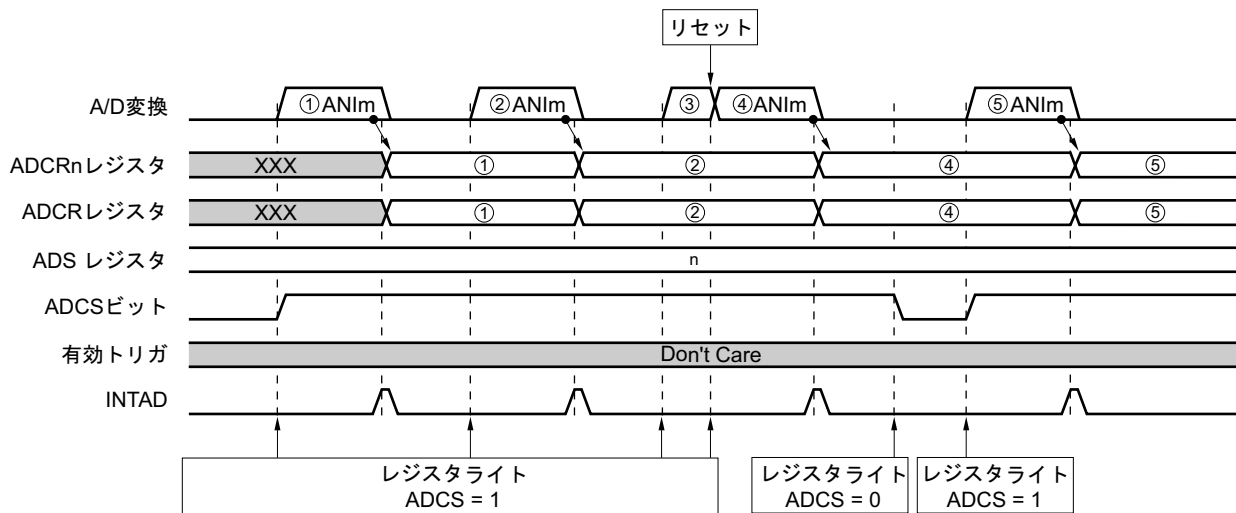 リセット
A/D変換 ①ANIm ②ANIm ③ ④ANIm ⑤ANIm
ADCRnレジスタ XXX ① ② ④ ⑤
ADCRレジスタ XXX ① ② ④ ⑤
ADS レジスタ n
ADCSビット
有効トリガ Don't Care
INTAD
レジスタライト
ADCS = 1
レジスタライト
ADCS = 0
レジスタライト
ADCS = 1